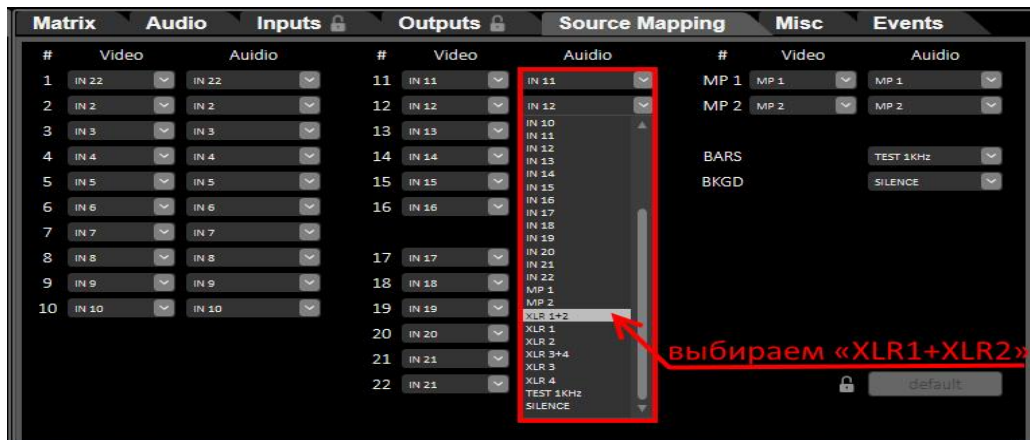 Matrix Audio Inputs Outputs Source Mapping Misc Events
# Video Auidio # Video Auidio # Video Auidio
1 IN 22 IN 22 11 IN 11 IN 11 MP 1 MP 1 MP 1
2 IN 2 IN 2 12 IN 12 IN 12 MP 2 MP 2 MP 2
3 IN 3 IN 3 13 IN 13
4 IN 4 IN 4 14 IN 14 BARS TEST 1KHz
5 IN 5 IN 5 15 IN 15 BKGD SILENCE
6 IN 6 IN 6 16 IN 16
7 IN 7 IN 7
8 IN 8 IN 8 17 IN 17
9 IN 9 IN 9 18 IN 18
10 IN 10 IN 10 19 IN 19
20 IN 20
21 IN 21
22 IN 21
IN 10
IN 11
IN 12
IN 13
IN 14
IN 15
IN 16
IN 17
IN 18
IN 19
IN 20
IN 21
IN 22
MP 1
MP 2
XLR 1+2
XLR 1
XLR 2
XLR 3+4
XLR 3
XLR 4
TEST 1KHz
SILENCE
выбираем «XLR1+XLR2»
default